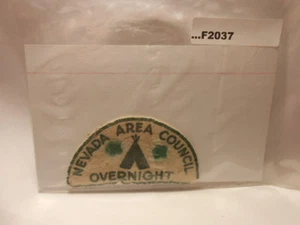 ...F2037
NEVADA AREA COUNCIL
OVERNIGHT